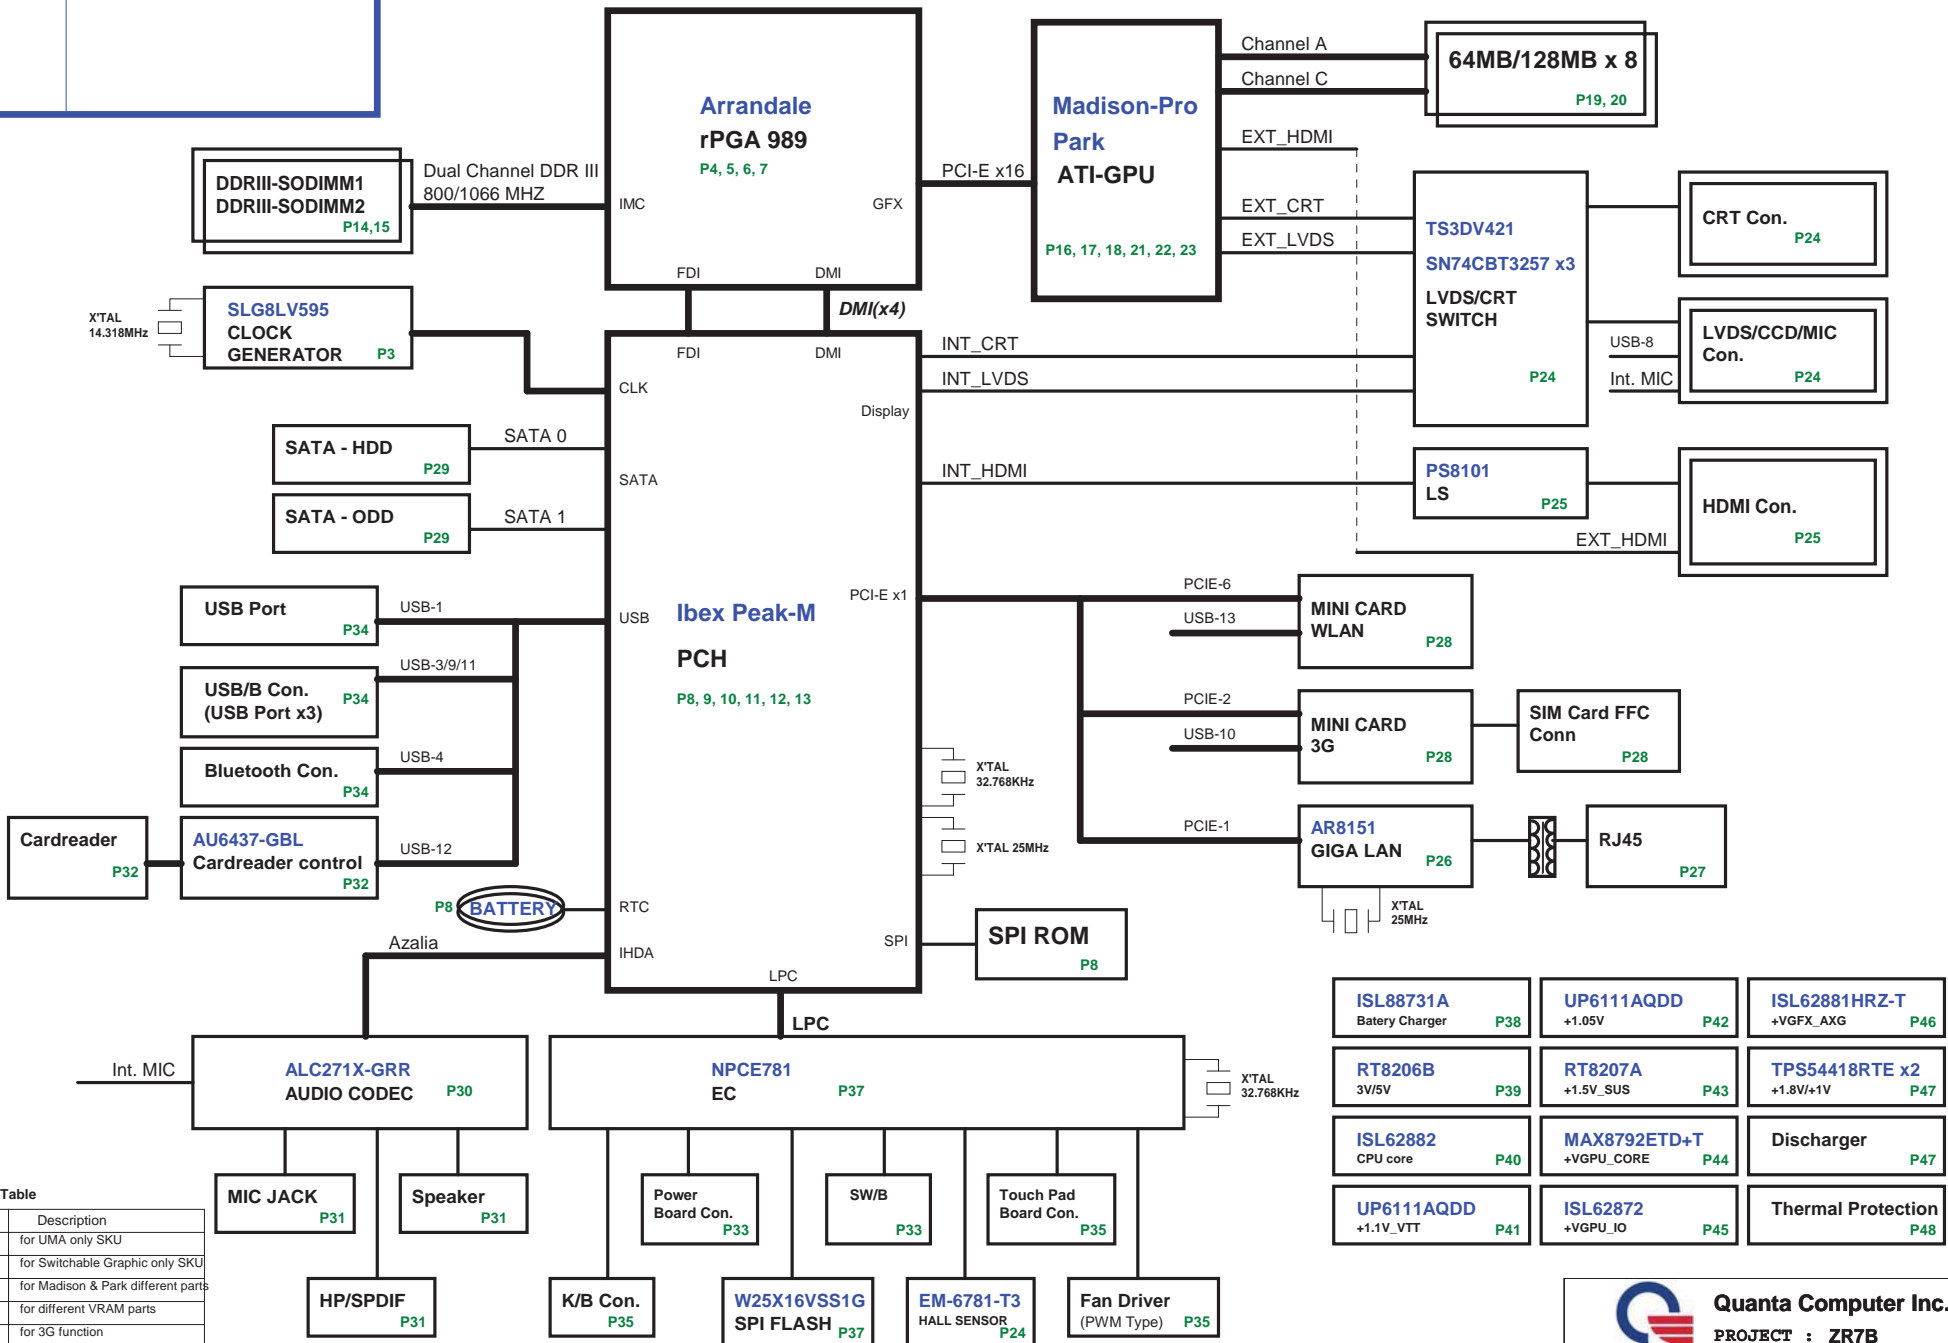 Arrandale
rPGA 989
P4, 5, 6, 7
IMC
GFX
FDI
DMI
PCI-E x16
Madison-Pro
Park
ATI-GPU
P16, 17, 18, 21, 22, 23
Channel A
Channel C
64MB/128MB x 8
P19, 20
EXT_HDMI
EXT_CRT
EXT_LVDS
DDRIII-SODIMM1
DDRIII-SODIMM2
P14,15
Dual Channel DDR III
800/1066 MHZ
TS3DV421
SN74CBT3257 x3
LVDS/CRT
SWITCH
P24
CRT Con.
P24
LVDS/CCD/MIC
Con.
P24
USB-8
Int. MIC
X'TAL
14.318MHz
SLG8LV595
CLOCK
GENERATOR
P3
DMI(x4)
FDI
DMI
CLK
Display
INT_CRT
INT_LVDS
INT_HDMI
SATA - HDD
P29
SATA 0
SATA
SATA - ODD
P29
SATA 1
PS8101
LS
P25
HDMI Con.
P25
EXT_HDMI
USB Port
P34
USB-1
USB
Ibex Peak-M
PCH
P8, 9, 10, 11, 12, 13
PCI-E x1
USB/B Con.
(USB Port x3)
P34
USB-3/9/11
Bluetooth Con.
P34
USB-4
Cardreader
P32
AU6437-GBL
Cardreader control
P32
USB-12
PCIE-6
USB-13
MINI CARD
WLAN
P28
PCIE-2
USB-10
MINI CARD
3G
P28
SIM Card FFC
Conn
P28
X'TAL
32.768KHz
X'TAL 25MHz
PCIE-1
AR8151
GIGA LAN
P26
RJ45
P27
X'TAL
25MHz
P8
BATTERY
RTC
Azalia
IHDA
SPI
SPI ROM
P8
LPC
LPC
Int. MIC
ALC271X-GRR
AUDIO CODEC
P30
NPCE781
EC
P37
X'TAL
32.768KHz
MIC JACK
P31
Speaker
P31
HP/SPDIF
P31
Power
Board Con.
P33
SW/B
P33
Touch Pad
Board Con.
P35
K/B Con.
P35
W25X16VSS1G
SPI FLASH
P37
EM-6781-T3
HALL SENSOR
P24
Fan Driver
(PWM Type)
P35
ISL88731A
Batery Charger
P38
UP6111AQDD
+1.05V
P42
ISL62881HRZ-T
+VGFX_AXG
P46
RT8206B
3V/5V
P39
RT8207A
+1.5V_SUS
P43
TPS54418RTE x2
+1.8V/+1V
P47
ISL62882
CPU core
P40
MAX8792ETD+T
+VGPU_CORE
P44
Discharger
P47
UP6111AQDD
+1.1V_VTT
P41
ISL62872
+VGPU_IO
P45
Thermal Protection
P48
Table
Description
for UMA only SKU
for Switchable Graphic only SKU
for Madison & Park different parts
for different VRAM parts
for 3G function
Quanta Computer Inc.
PROJECT : ZR7B